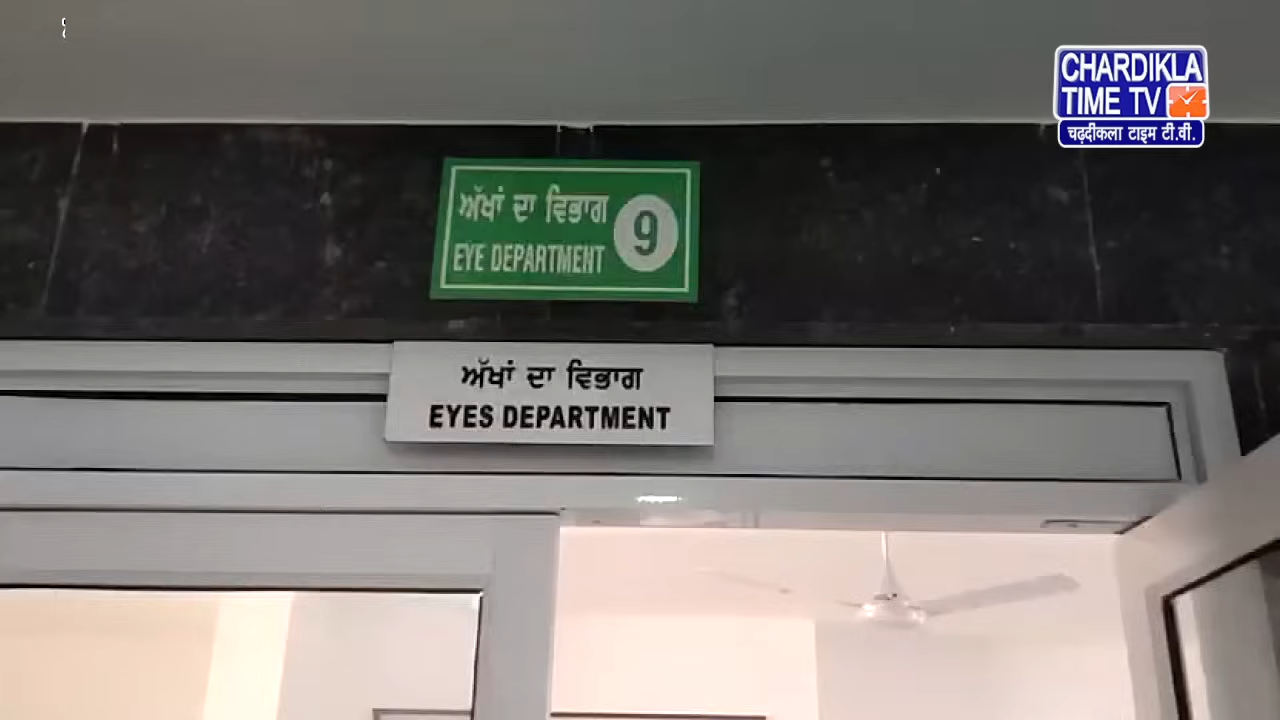 CHARDIKLA
TIME TV
चढ़दीकला टाइम टी.वी.
ਅੱਖਾਂ ਦਾ ਵਿਭਾਗ
EYE DEPARTMENT
9
ਅੱਖਾਂ ਦਾ ਵਿਭਾਗ
EYES DEPARTMENT